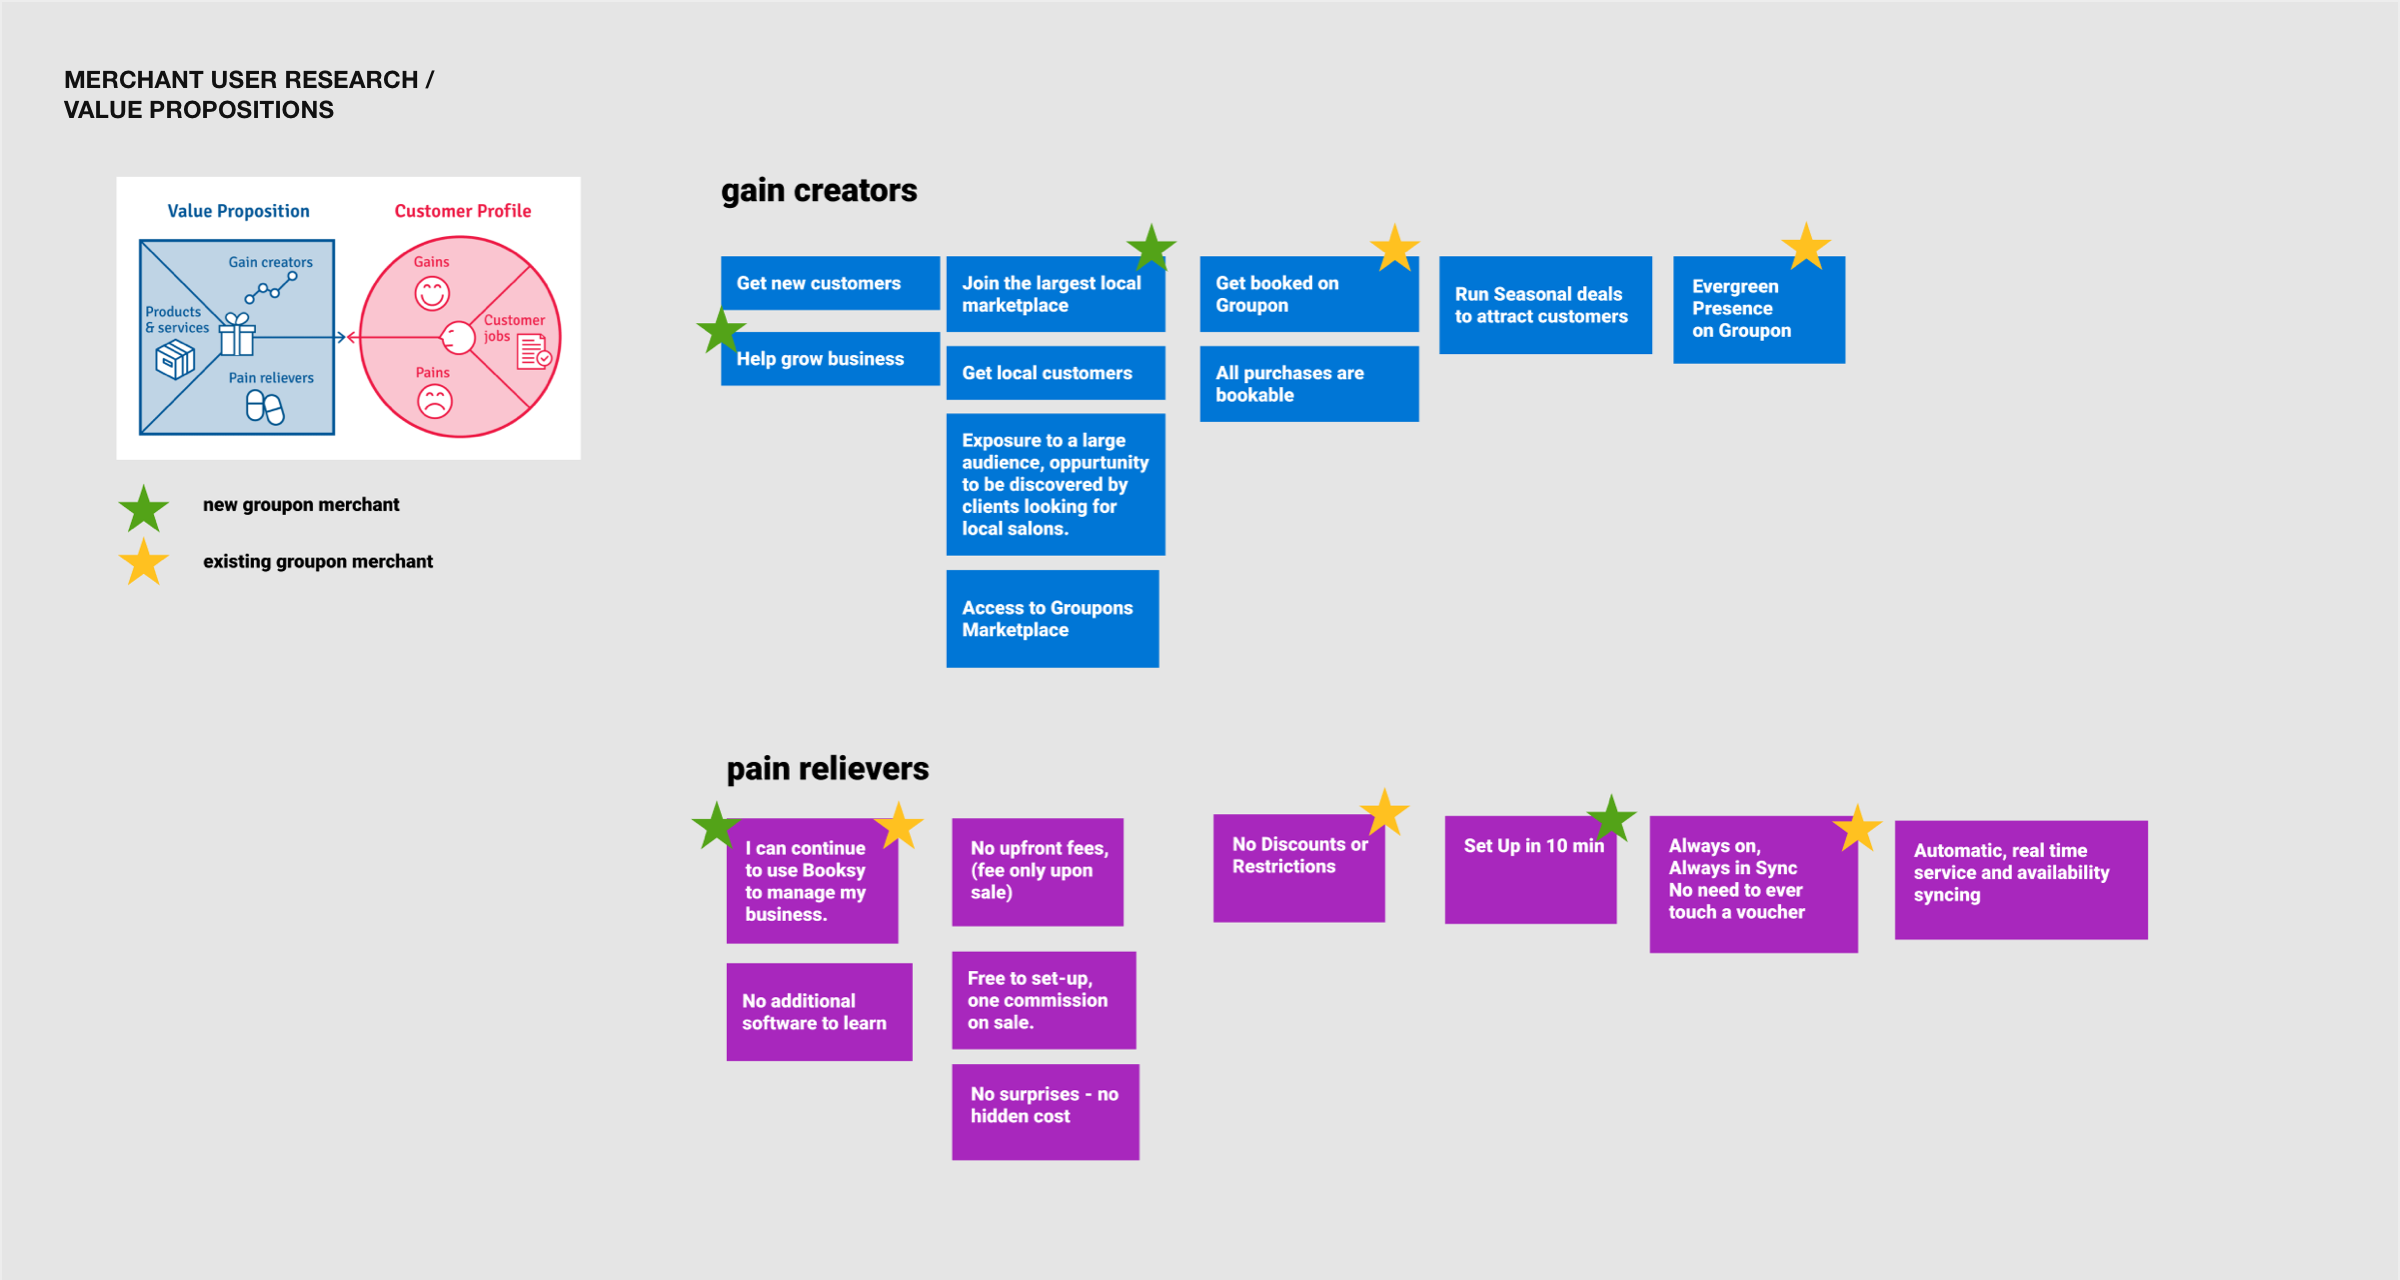 MERCHANT USER RESEARCH /
VALUE PROPOSITIONS
Value Proposition
Customer Profile
Gain creators
Products
& services
Pain relievers
Gains
Customer
jobs
Pains
new groupon merchant
existing groupon merchant
gain creators
Get new customers
Help grow business
Join the largest local
marketplace
Get local customers
Exposure to a large
audience, oppurtunity
to be discovered by
clients looking for
local salons.
Access to Groupons
Marketplace
Get booked on
Groupon
All purchases are
bookable
Run Seasonal deals
to attract customers
Evergreen
Presence
on Groupon
pain relievers
I can continue
to use Booksy
to manage my
business.
No additional
software to learn
No upfront fees,
(fee only upon
sale)
Free to set-up,
one commission
on sale.
No surprises - no
hidden cost
No Discounts or
Restrictions
Set Up in 10 min
Always on,
Always in Sync
No need to ever
touch a voucher
Automatic, real time
service and availability
syncing